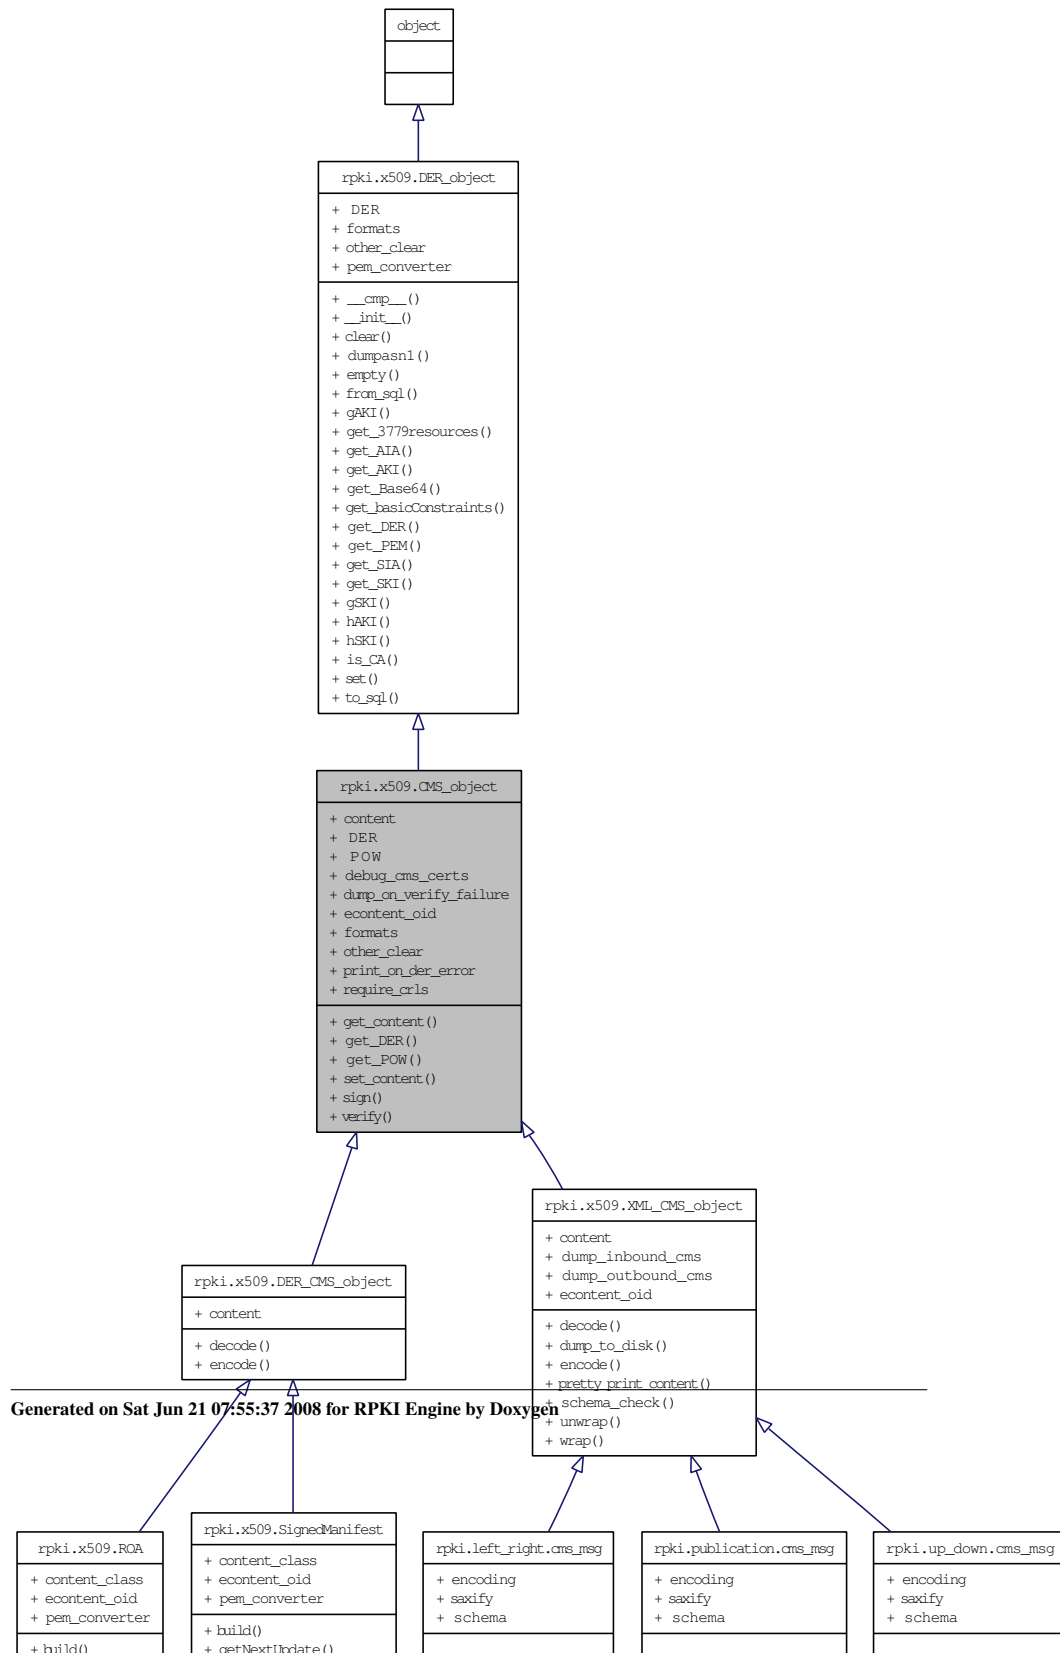 object
rpki.x509.DER_object
+ DER
+ formats
+ other_clear
+ pem_converter
+ __cmp__()
+ __init__()
+ clear()
+ dumpasn1()
+ empty()
+ from_sql()
+ gAKI()
+ get_3779resources()
+ get_AIA()
+ get_AKI()
+ get_Base64()
+ get_basicConstraints()
+ get_DER()
+ get_PEM()
+ get_SIA()
+ get_SKI()
+ gSKI()
+ hAKI()
+ hSKI()
+ is_CA()
+ set()
+ to_sql()
rpki.x509.CMS_object
+ content
+ DER
+ POW
+ debug_cms_certs
+ dump_on_verify_failure
+ econtent_oid
+ formats
+ other_clear
+ print_on_der_error
+ require_crls
+ get_content()
+ get_DER()
+ get_POW()
+ set_content()
+ sign()
+ verify()
rpki.x509.DER_CMS_object
+ content
+ decode()
+ encode()
rpki.x509.XML_CMS_object
+ content
+ dump_inbound_cms
+ dump_outbound_cms
+ econtent_oid
+ decode()
+ dump_to_disk()
+ encode()
+ pretty_print_content()
+ schema_check()
+ unwrap()
+ wrap()
Generated on Sat Jun 21 07:55:37 2008 for RPKI Engine by Doxygen
rpki.x509.ROA
+ content_class
+ econtent_oid
+ pem_converter
+ build()
rpki.x509.SignedManifest
+ content_class
+ econtent_oid
+ pem_converter
+ build()
+ getNextUpdate()
rpki.left_right.cms_msg
+ encoding
+ saxify
+ schema
rpki.publication.cms_msg
+ encoding
+ saxify
+ schema
rpki.up_down.cms_msg
+ encoding
+ saxify
+ schema